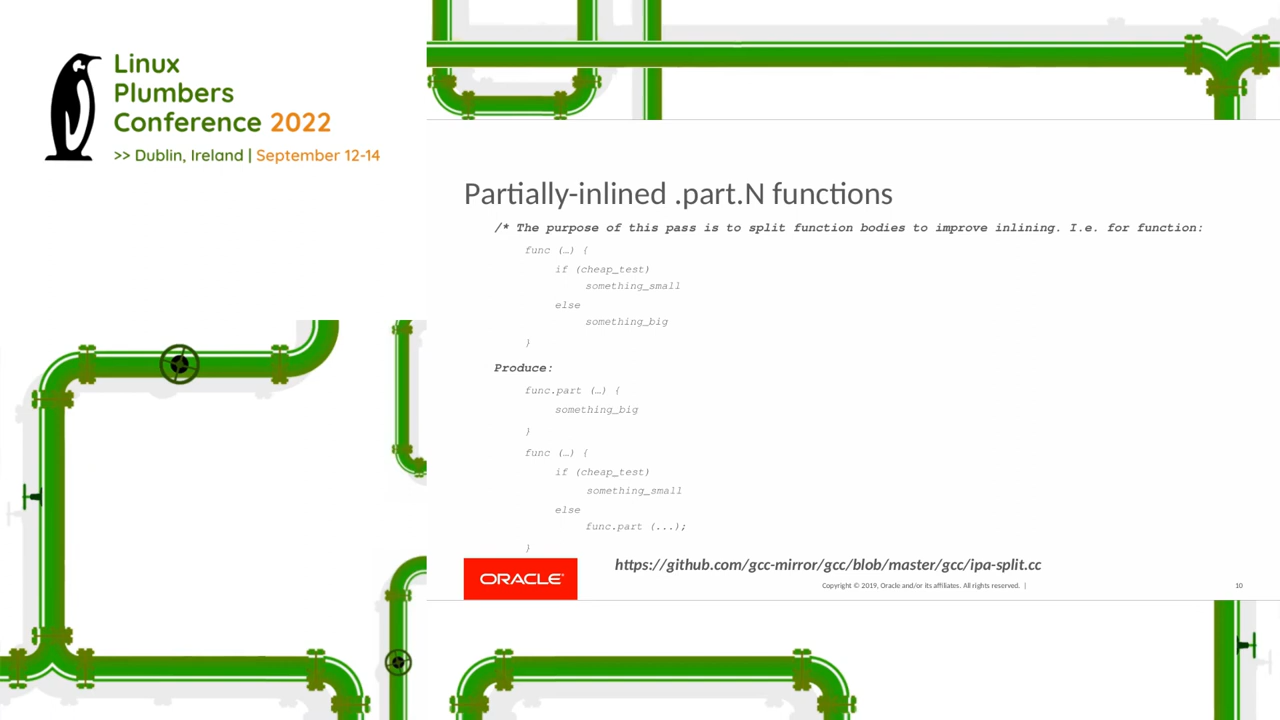 Linux
Plumbers
Conference 2022
>> Dublin, Ireland | September 12-14
Partially-inlined .part.N functions
/* The purpose of this pass is to split function bodies to improve inlining. I.e. for function:
func (…) {
if (cheap_test)
something_small
else
something_big
}
Produce:
func.part (…) {
something_big
}
func (…) {
if (cheap_test)
something_small
else
func.part (...);
}
ORACLE®
https://github.com/gcc-mirror/gcc/blob/master/gcc/ipa-split.cc
Copyright © 2019, Oracle and/or its affiliates. All rights reserved. |
10